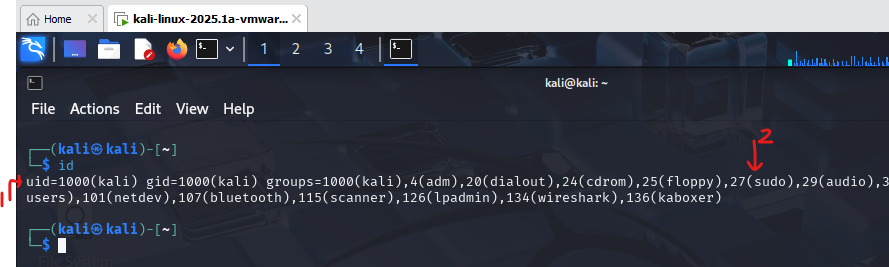 Home
kali-linux-2025.1a-vmwar...
1 2 3 4
kali@kali: ~
File Actions Edit View Help
2
┌──(kali㉿kali)-[~]
└─$ id
uid=1000(kali) gid=1000(kali) groups=1000(kali),4(adm),20(dialout),24(cdrom),25(floppy),27(sudo),29(audio),3
1
users),101(netdev),107(bluetooth),115(scanner),126(lpadmin),134(wireshark),136(kaboxer)
┌──(kali㉿kali)-[~]
└─$
File System